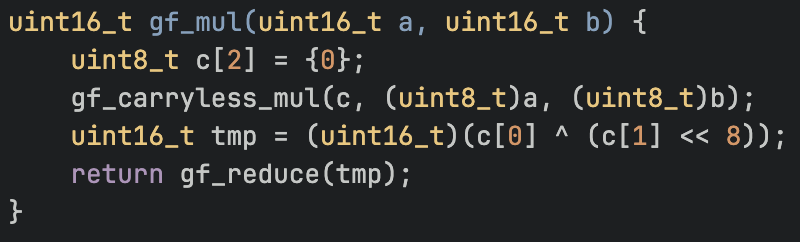 uint16_t gf_mul(uint16_t a, uint16_t b) {
    uint8_t c[2] = {0};
    gf_carryless_mul(c, (uint8_t)a, (uint8_t)b);
    uint16_t tmp = (uint16_t)(c[0] ^ (c[1] << 8));
    return gf_reduce(tmp);
}